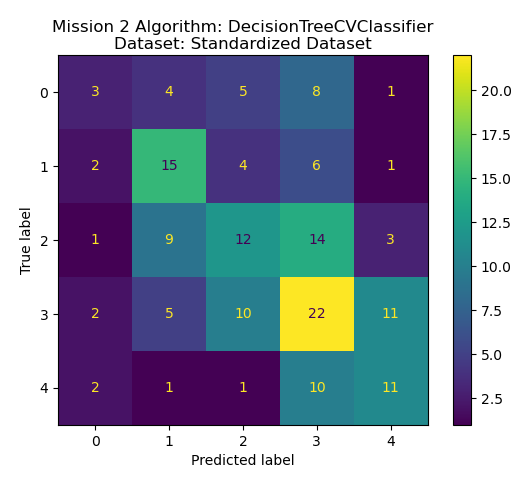 Mission 2 Algorithm: DecisionTreeCVClassifier
Dataset: Standardized Dataset
0 3 4 5 8 1
1 2 15 4 6 1
2 1 9 12 14 3
3 2 5 10 22 11
4 2 1 1 10 11
0 1 2 3 4
True label
Predicted label
20.0
17.5
15.0
12.5
10.0
7.5
5.0
2.5